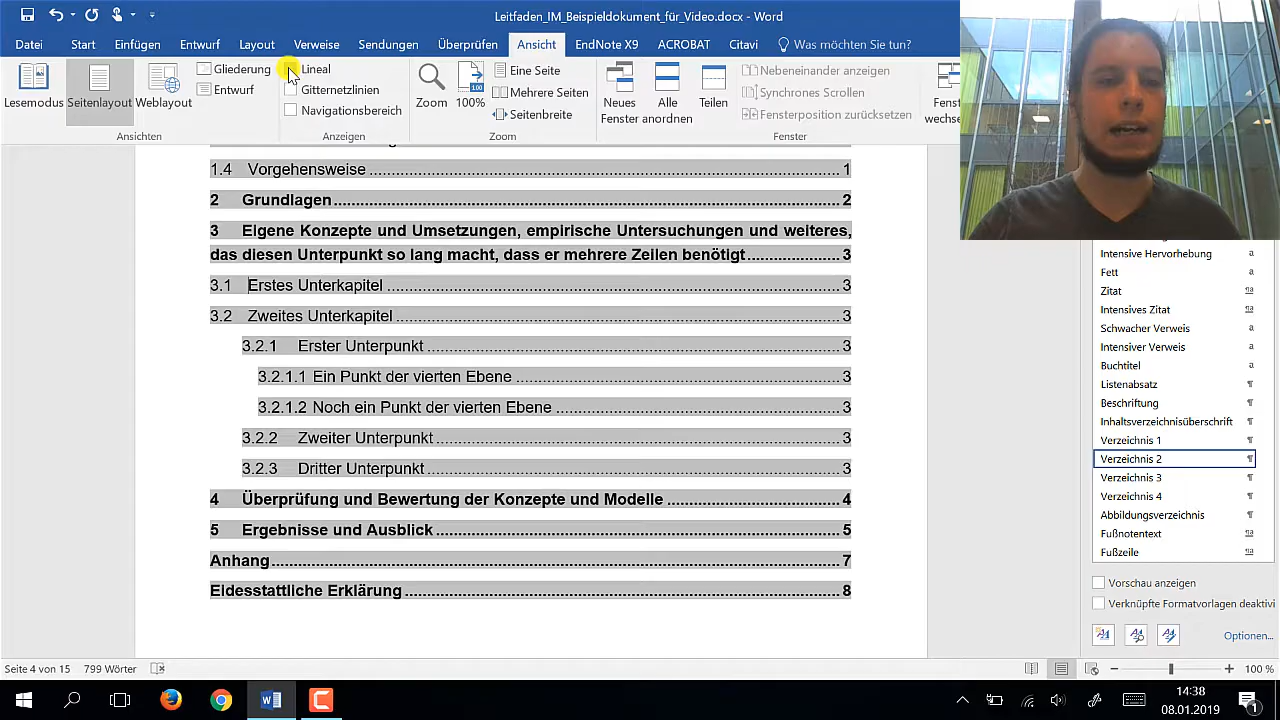 Leitfaden_IM_Beispieldokument_für_Video.docx - Word
Datei Start Einfügen Entwurf Layout Verweise Sendungen Überprüfen Ansicht EndNote X9 ACROBAT Citavi Was möchten Sie tun?
Lesemodus Seitenlayout Weblayout
Gliederung
Entwurf
Ansichten
Lineal
Gitternetzlinien
Navigationsbereich
Anzeigen
Zoom 100%
Eine Seite
Mehrere Seiten
Seitenbreite
Zoom
Neues Fenster
Alle anordnen
Teilen
Nebeneinander anzeigen
Synchrones Scrollen
Fensterposition zurücksetzen
Fenster
Fenst
wechse
1.4 Vorgehensweise 1
2 Grundlagen 2
3 Eigene Konzepte und Umsetzungen, empirische Untersuchungen und weiteres,
das diesen Unterpunkt so lang macht, dass er mehrere Zeilen benötigt 3
3.1 Erstes Unterkapitel 3
3.2 Zweites Unterkapitel 3
3.2.1 Erster Unterpunkt 3
3.2.1.1 Ein Punkt der vierten Ebene 3
3.2.1.2 Noch ein Punkt der vierten Ebene 3
3.2.2 Zweiter Unterpunkt 3
3.2.3 Dritter Unterpunkt 3
4 Überprüfung und Bewertung der Konzepte und Modelle 4
5 Ergebnisse und Ausblick 5
Anhang 7
Eidesstattliche Erklärung 8
Intensive Hervorhebung a
Fett a
Zitat ¶a
Intensives Zitat ¶a
Schwacher Verweis a
Intensiver Verweis a
Buchtitel a
Listenabsatz ¶
Beschriftung ¶
Inhaltsverzeichnisüberschrift ¶
Verzeichnis 1 ¶
Verzeichnis 2 ¶
Verzeichnis 3 ¶
Verzeichnis 4 ¶
Abbildungsverzeichnis ¶
Fußnotentext ¶a
Fußzeile ¶a
Vorschau anzeigen
Verknüpfte Formatvorlagen deaktivi
Optionen...
Seite 4 von 15 799 Wörter
100 %
14:38
08.01.2019
1